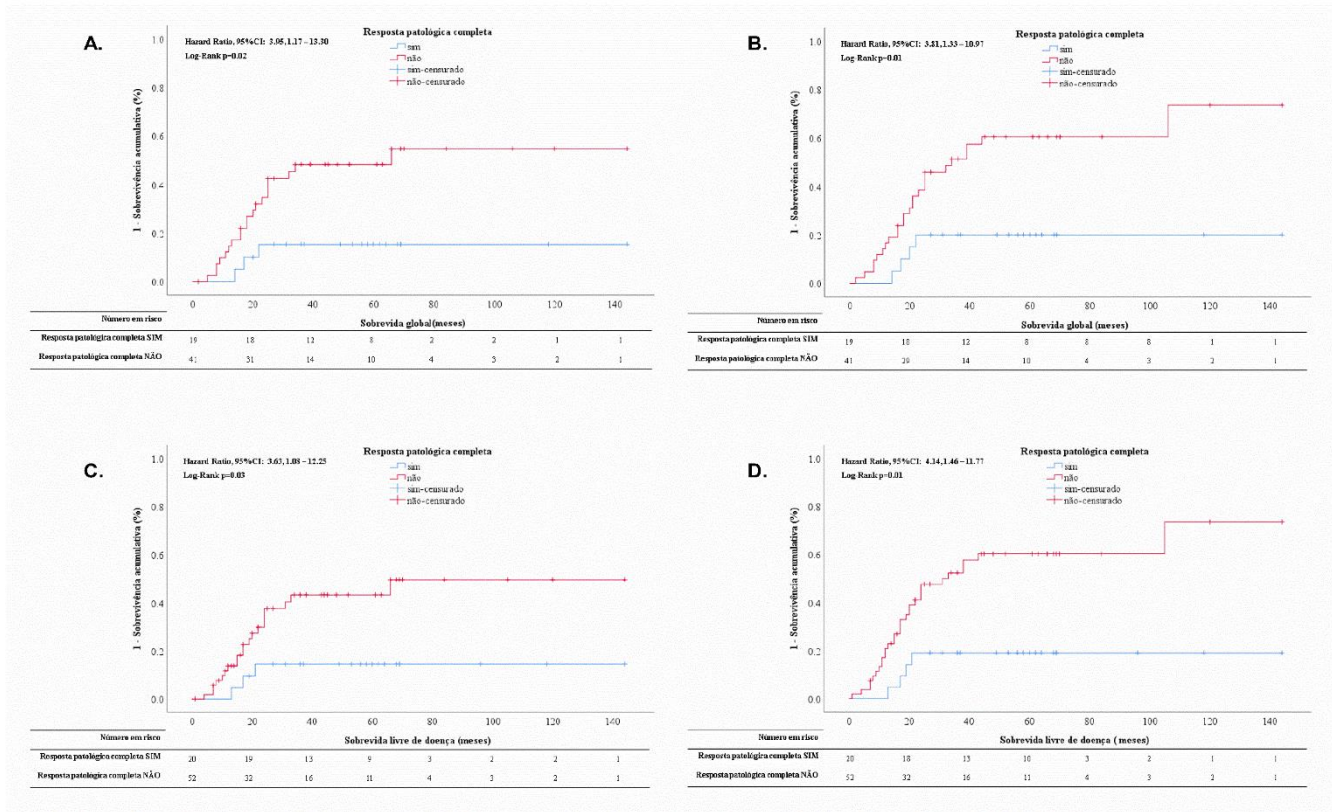 A.
Hazard Ratio, 95%CI: 3.95, 1.17 – 13.30
Log-Rank p=0.02
Resposta patológica completa
sim
não
sim-censurado
não-censurado
1 - Sobrevivência acumulativa (%)
1.0
0.8
0.6
0.4
0.2
0.0
0 20 40 60 80 100 120 140
Sobrevida global(meses)
Número em risco
Resposta patológica completa SIM 19 18 12 8 2 2 1 1
Resposta patológica completa NÃO 41 31 14 10 4 3 2 1
B.
Hazard Ratio, 95%CI: 3.81, 1.33 – 10.97
Log-Rank p=0.01
Resposta patológica completa
sim
não
sim-censurado
não-censurado
1 - Sobrevivência acumulativa (%)
1.0
0.8
0.6
0.4
0.2
0.0
0 20 40 60 80 100 120 140
Sobrevida global (meses)
Número em risco
Resposta patológica completa SIM 19 18 12 8 8 8 1 1
Resposta patológica completa NÃO 41 29 14 10 4 3 2 1
C.
Hazard Ratio, 95%CI: 3.63, 1.08 – 12.25
Log-Rank p=0.03
Resposta patológica completa
sim
não
sim-censurado
não-censurado
1 - Sobrevivência acumulativa (%)
1.0
0.8
0.6
0.4
0.2
0.0
0 20 40 60 80 100 120 140
Sobrevida livre de doença (meses)
Número em risco
Resposta patológica completa SIM 20 19 13 9 3 2 2 1
Resposta patológica completa NÃO 52 32 16 11 4 3 2 1
D.
Hazard Ratio, 95%CI: 4.14, 1.46 – 11.77
Log-Rank p=0.01
Resposta patológica completa
sim
não
sim-censurado
não-censurado
1 - Sobrevivência acumulativa (%)
1.0
0.8
0.6
0.4
0.2
0.0
0 20 40 60 80 100 120 140
Sobrevida livre de doença ( meses)
Número em risco
Resposta patológica completa SIM 20 18 13 10 3 2 1 1
Resposta patológica completa NÃO 52 32 16 11 4 3 2 1